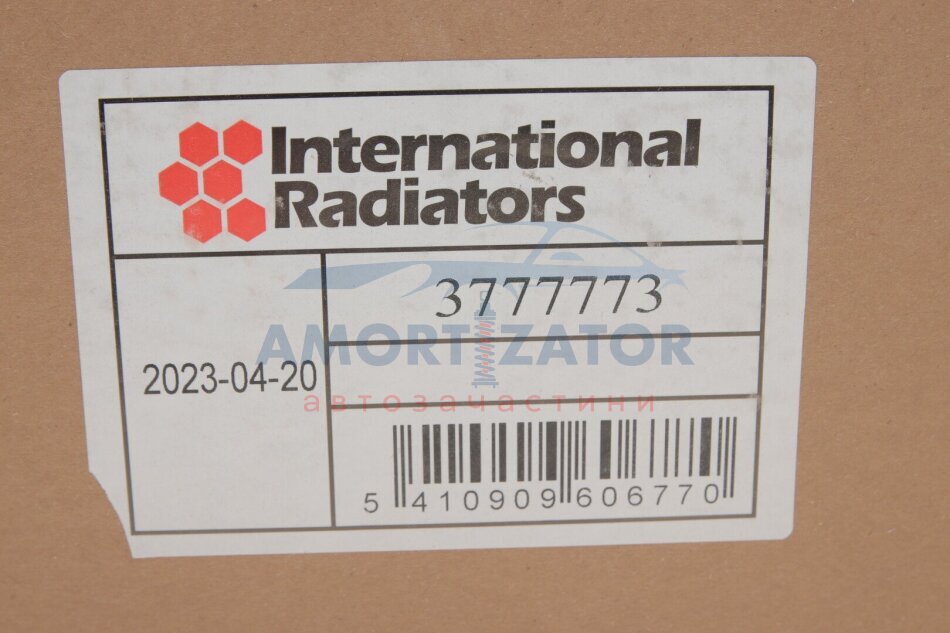 International
Radiators
3777773
AMORTIZATOR
2023-04-20
автозачастини
5 410909 606770